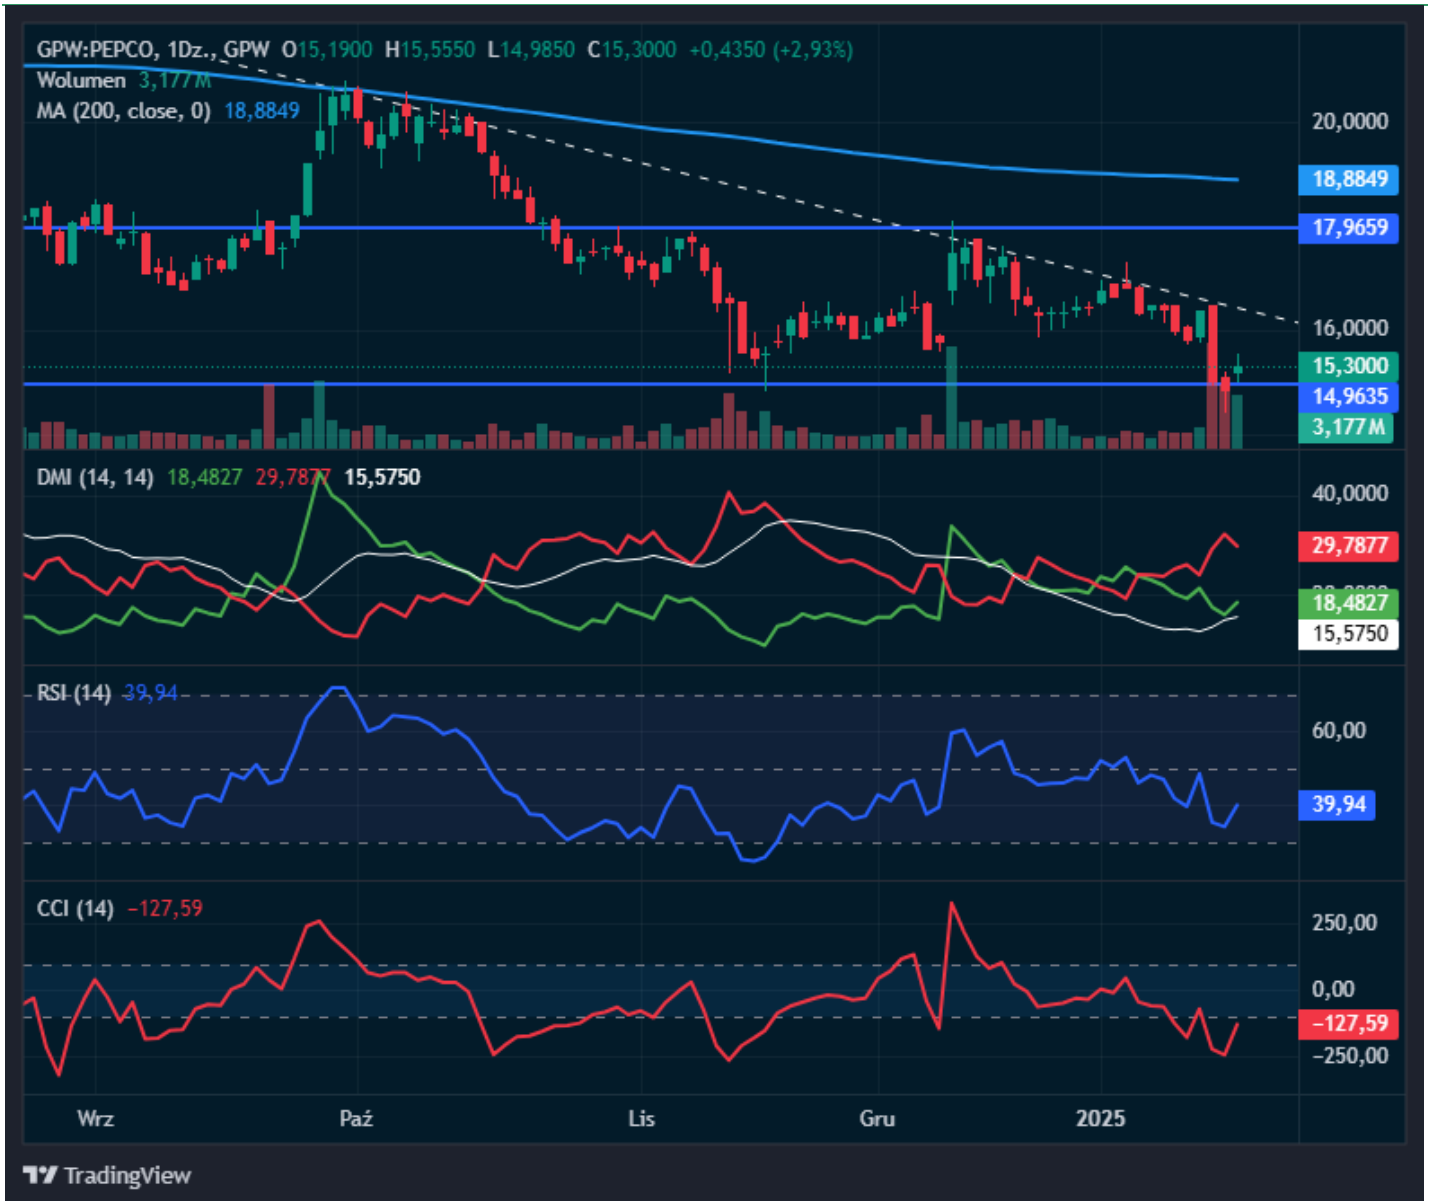 GPW:PEPCO, 1Dz., GPW O15,1900 H15,5550 L14,9850 C15,3000 +0,4350 (+2,93%)
Wolumen 3,177M
MA (200, close, 0) 18,8849
20,0000
18,8849
17,9659
16,0000
15,3000
14,9635
3,177M
DMI (14, 14) 18,4827 29,7877 15,5750
40,0000
29,7877
18,4827
15,5750
RSI (14) 39,94
60,00
39,94
CCI (14) −127,59
250,00
0,00
−127,59
−250,00
Wrz Paź Lis Gru 2025
TradingView